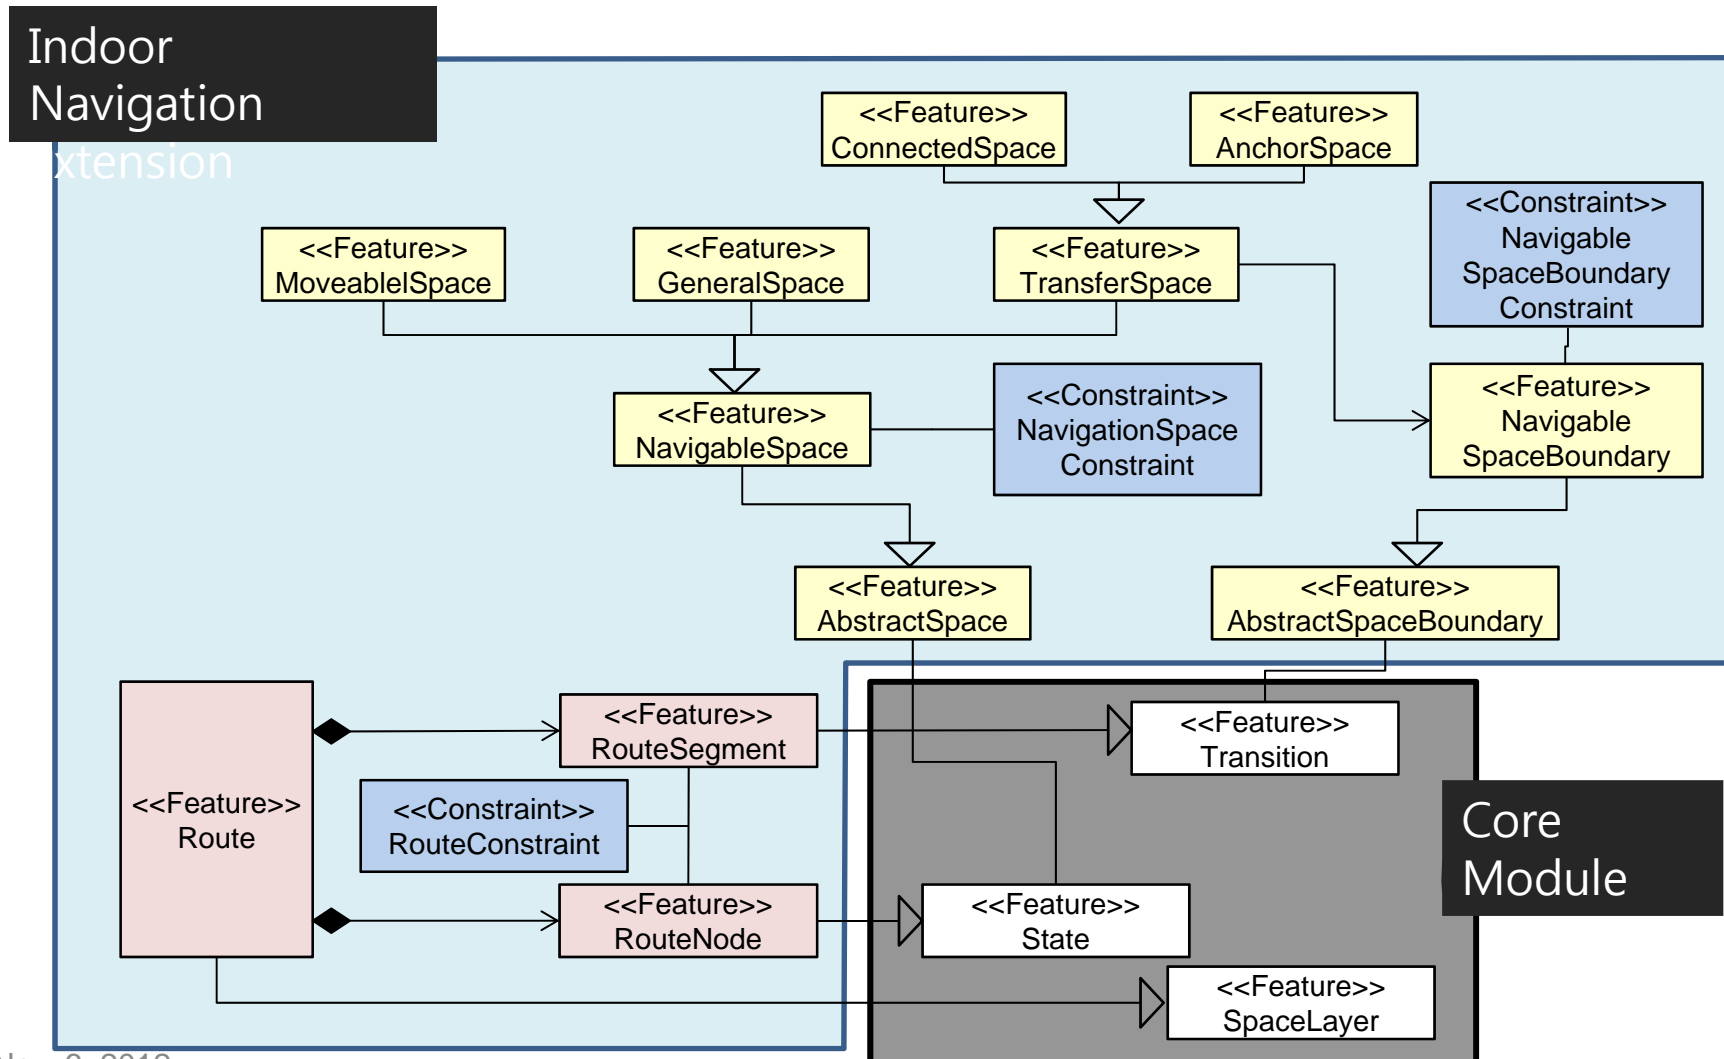 Indoor
Navigation
xtension
<<Feature>>
ConnectedSpace
<<Feature>>
AnchorSpace
<<Constraint>>
Navigable
SpaceBoundary
Constraint
<<Feature>>
MoveablelSpace
<<Feature>>
GeneralSpace
<<Feature>>
TransferSpace
<<Feature>>
NavigableSpace
<<Constraint>>
NavigationSpace
Constraint
<<Feature>>
Navigable
SpaceBoundary
<<Feature>>
AbstractSpace
<<Feature>>
AbstractSpaceBoundary
<<Feature>>
Route
<<Feature>>
RouteSegment
<<Constraint>>
RouteConstraint
<<Feature>>
RouteNode
<<Feature>>
Transition
<<Feature>>
State
<<Feature>>
SpaceLayer
Core
Module